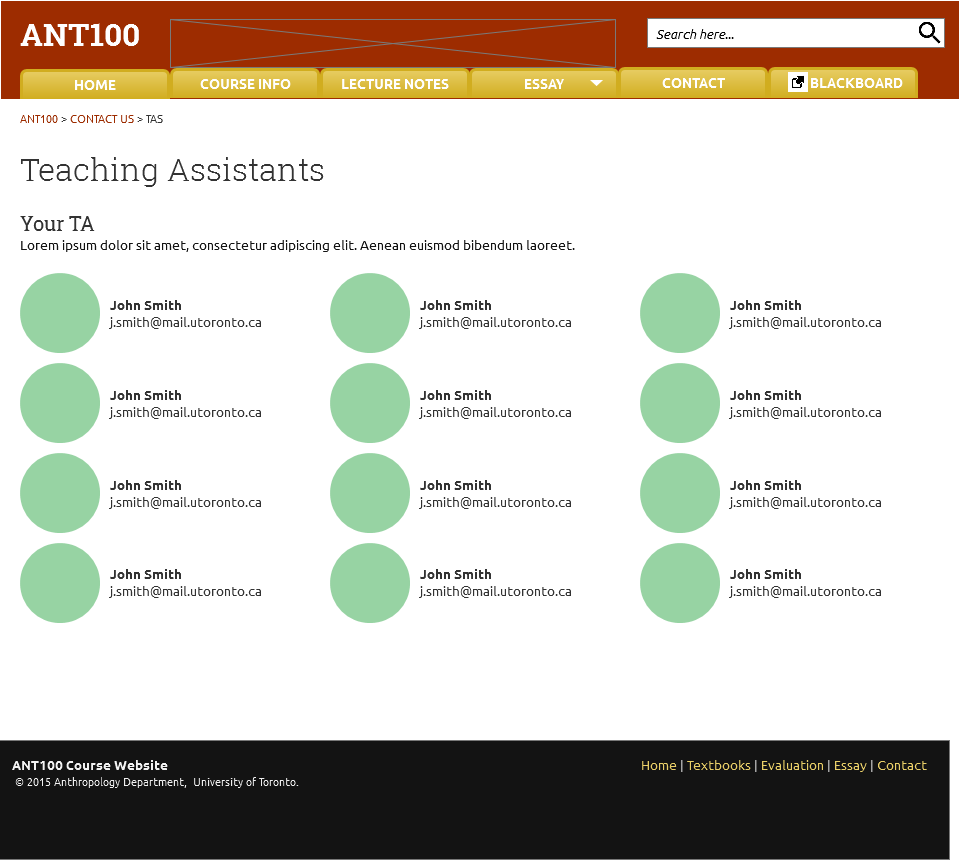 ANT100
Search here...
HOME COURSE INFO LECTURE NOTES ESSAY CONTACT BLACKBOARD
ANT100 > CONTACT US > TAS
Teaching Assistants
Your TA
Lorem ipsum dolor sit amet, consectetur adipiscing elit. Aenean euismod bibendum laoreet.
John Smith John Smith John Smith
j.smith@mail.utoronto.ca j.smith@mail.utoronto.ca j.smith@mail.utoronto.ca
John Smith John Smith John Smith
j.smith@mail.utoronto.ca j.smith@mail.utoronto.ca j.smith@mail.utoronto.ca
John Smith John Smith John Smith
j.smith@mail.utoronto.ca j.smith@mail.utoronto.ca j.smith@mail.utoronto.ca
John Smith John Smith John Smith
j.smith@mail.utoronto.ca j.smith@mail.utoronto.ca j.smith@mail.utoronto.ca
ANT100 Course Website Home | Textbooks | Evaluation | Essay | Contact
© 2015 Anthropology Department, University of Toronto.